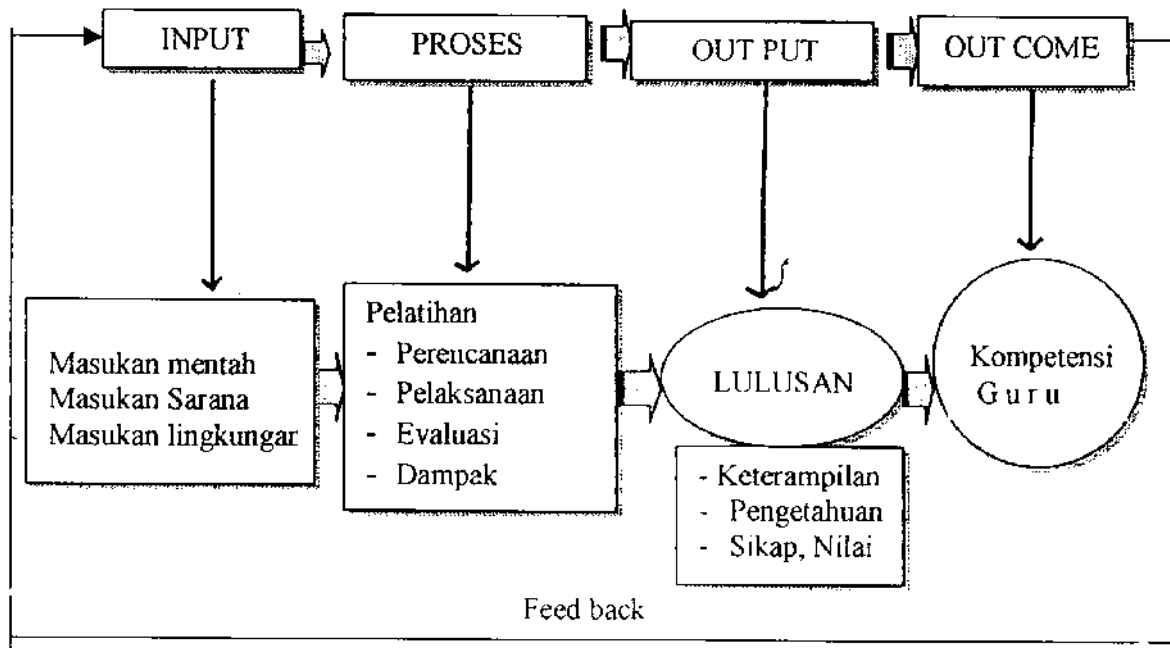 INPUT
PROSES
OUT PUT
OUT COME
Masukan mentah
Masukan Sarana
Masukan lingkungar
Pelatihan
- Perencanaan
- Pelaksanaan
- Evaluasi
- Dampak
LULUSAN
- Keterampilan
- Pengetahuan
- Sikap, Nilai
Kompetensi
G u r u
Feed back